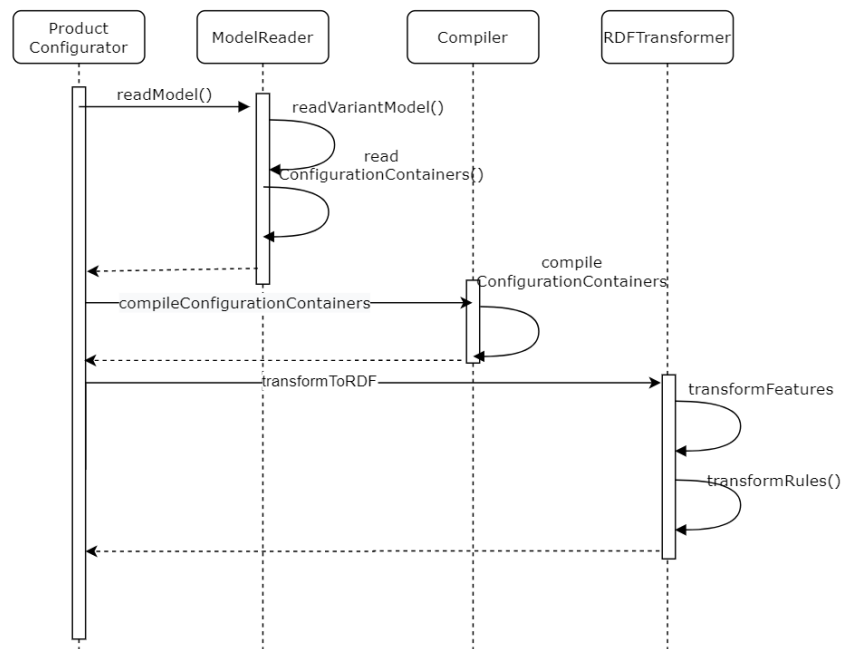 Product
Configurator
ModelReader
Compiler
RDFTransformer
readModel()
readVariantModel()
read
ConfigurationContainers()
compile
ConfigurationContainers
compileConfigurationContainers
transformToRDF
transformFeatures
transformRules()